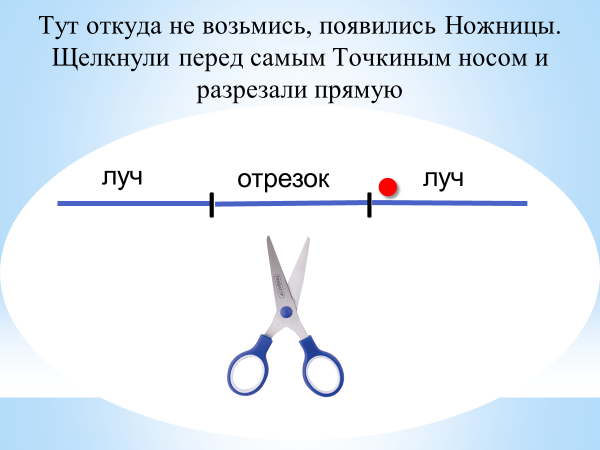 Тут откуда не возьмись, появились Ножницы.
Щелкнули перед самым Точкиным носом и
разрезали прямую
луч
отрезок
луч